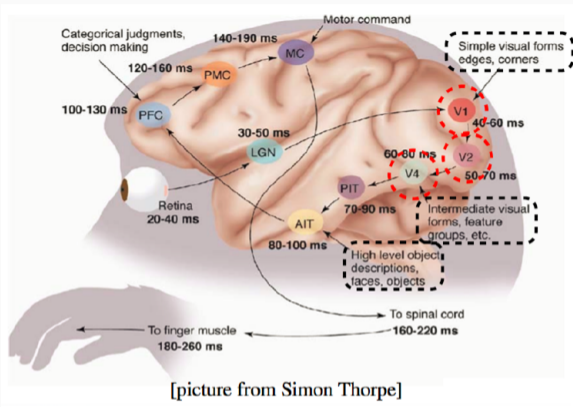 Categorical judgments,
decision making
140-190 ms
Motor command
MC
Simple visual forms
edges, corners
120-160 ms
PMC
100-130 ms
PFC
V1
40-60 ms
30-50 ms
LGN
60-80 ms
V2
V4
50-70 ms
Retina
20-40 ms
PIT
70-90 ms
AIT
80-100 ms
Intermediate visual
forms, feature
groups, etc.
High level object
descriptions,
faces, objects
To spinal cord
160-220 ms
To finger muscle
180-260 ms
[picture from Simon Thorpe]